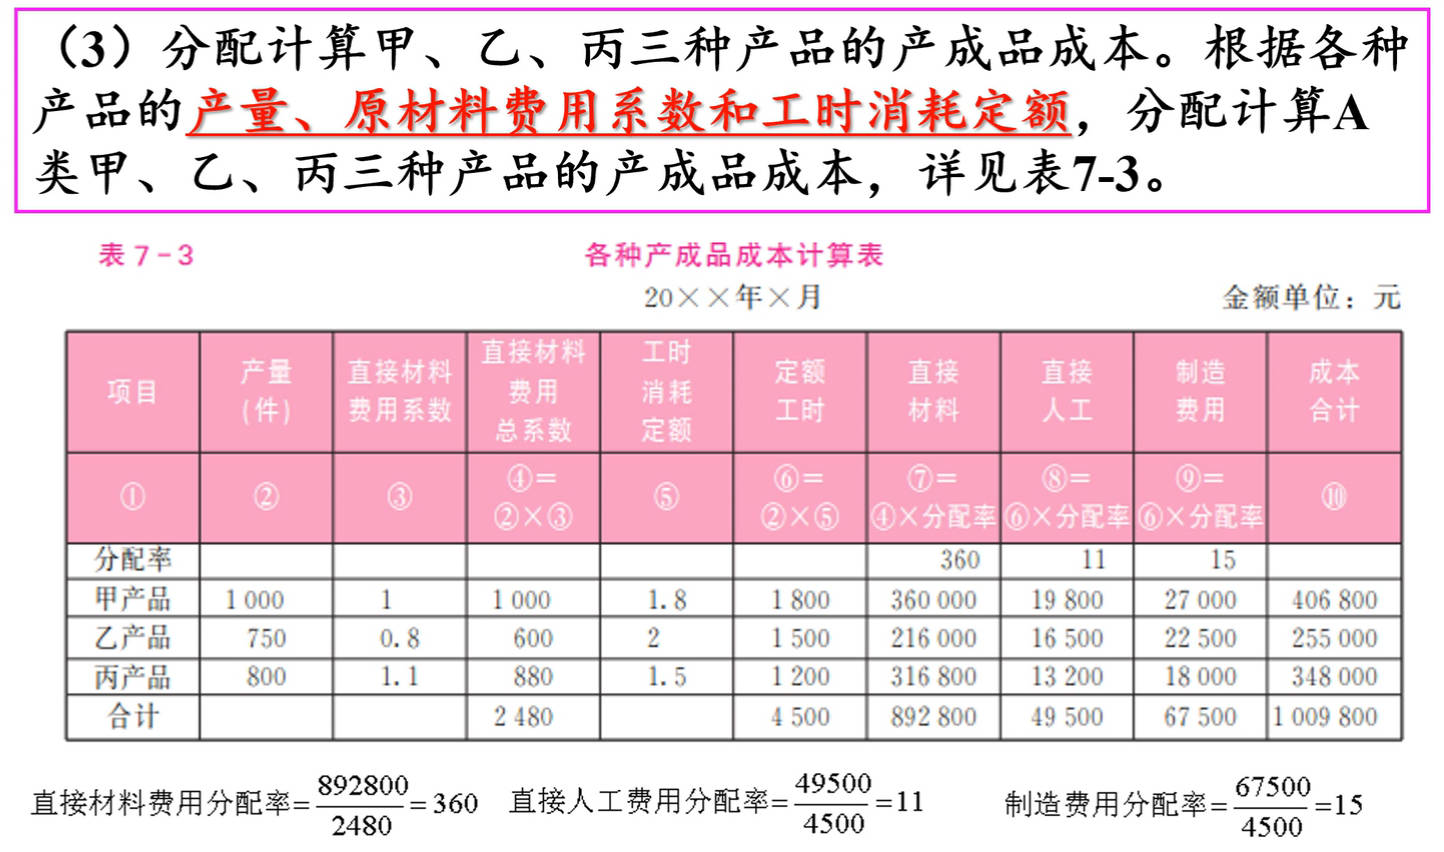 （3）分配计算甲、乙、丙三种产品的产成品成本。根据各种
产品的产量、原材料费用系数和工时消耗定额，分配计算A
类甲、乙、丙三种产品的产成品成本，详见表7-3。
表 7-3 各种产成品成本计算表
20××年×月 金额单位：元
项目 产量（件） 直接材料费用系数 直接材料费用总系数 工时消耗定额 定额工时 直接材料 直接人工 制造费用 成本合计
① ② ③ ④=②×③ ⑤ ⑥=②×⑤ ⑦=④×分配率 ⑧=⑥×分配率 ⑨=⑥×分配率 ⑩
分配率 360 11 15
甲产品 1 000 1 1 000 1.8 1 800 360 000 19 800 27 000 406 800
乙产品 750 0.8 600 2 1 500 216 000 16 500 22 500 255 000
丙产品 800 1.1 880 1.5 1 200 316 800 13 200 18 000 348 000
合计 2 480 4 500 892 800 49 500 67 500 1 009 800
直接材料费用分配率=892800/2480=360 直接人工费用分配率=49500/4500=11 制造费用分配率=67500/4500=15